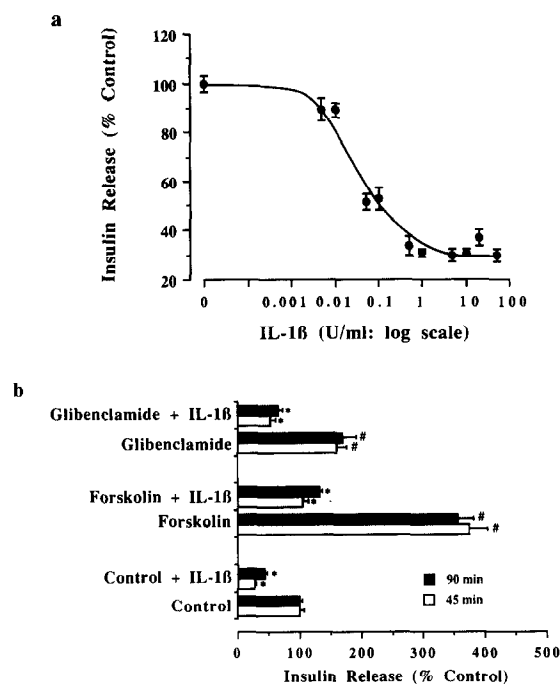 a
Insulin Release (% Control)
120
100
80
60
40
20
0 0.001 0.01 0.1 1 10 100
IL-1ß (U/ml: log scale)
b
Glibenclamide + IL-1ß * *
Glibenclamide # #
Forskolin + IL-1ß * *
Forskolin # #
Control + IL-1ß * *
Control
90 min
45 min
0 100 200 300 400 500
Insulin Release (% Control)